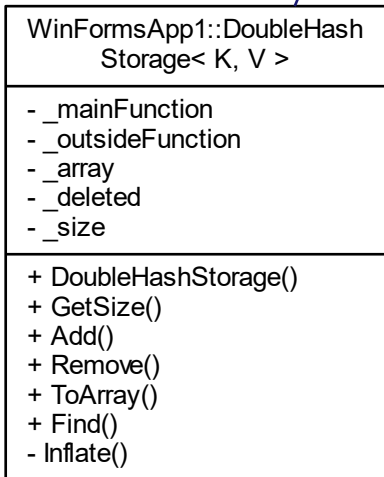 WinFormsApp1::DoubleHash
Storage< K, V >
- _mainFunction
- _outsideFunction
- _array
- _deleted
- _size
+ DoubleHashStorage()
+ GetSize()
+ Add()
+ Remove()
+ ToArray()
+ Find()
- Inflate()